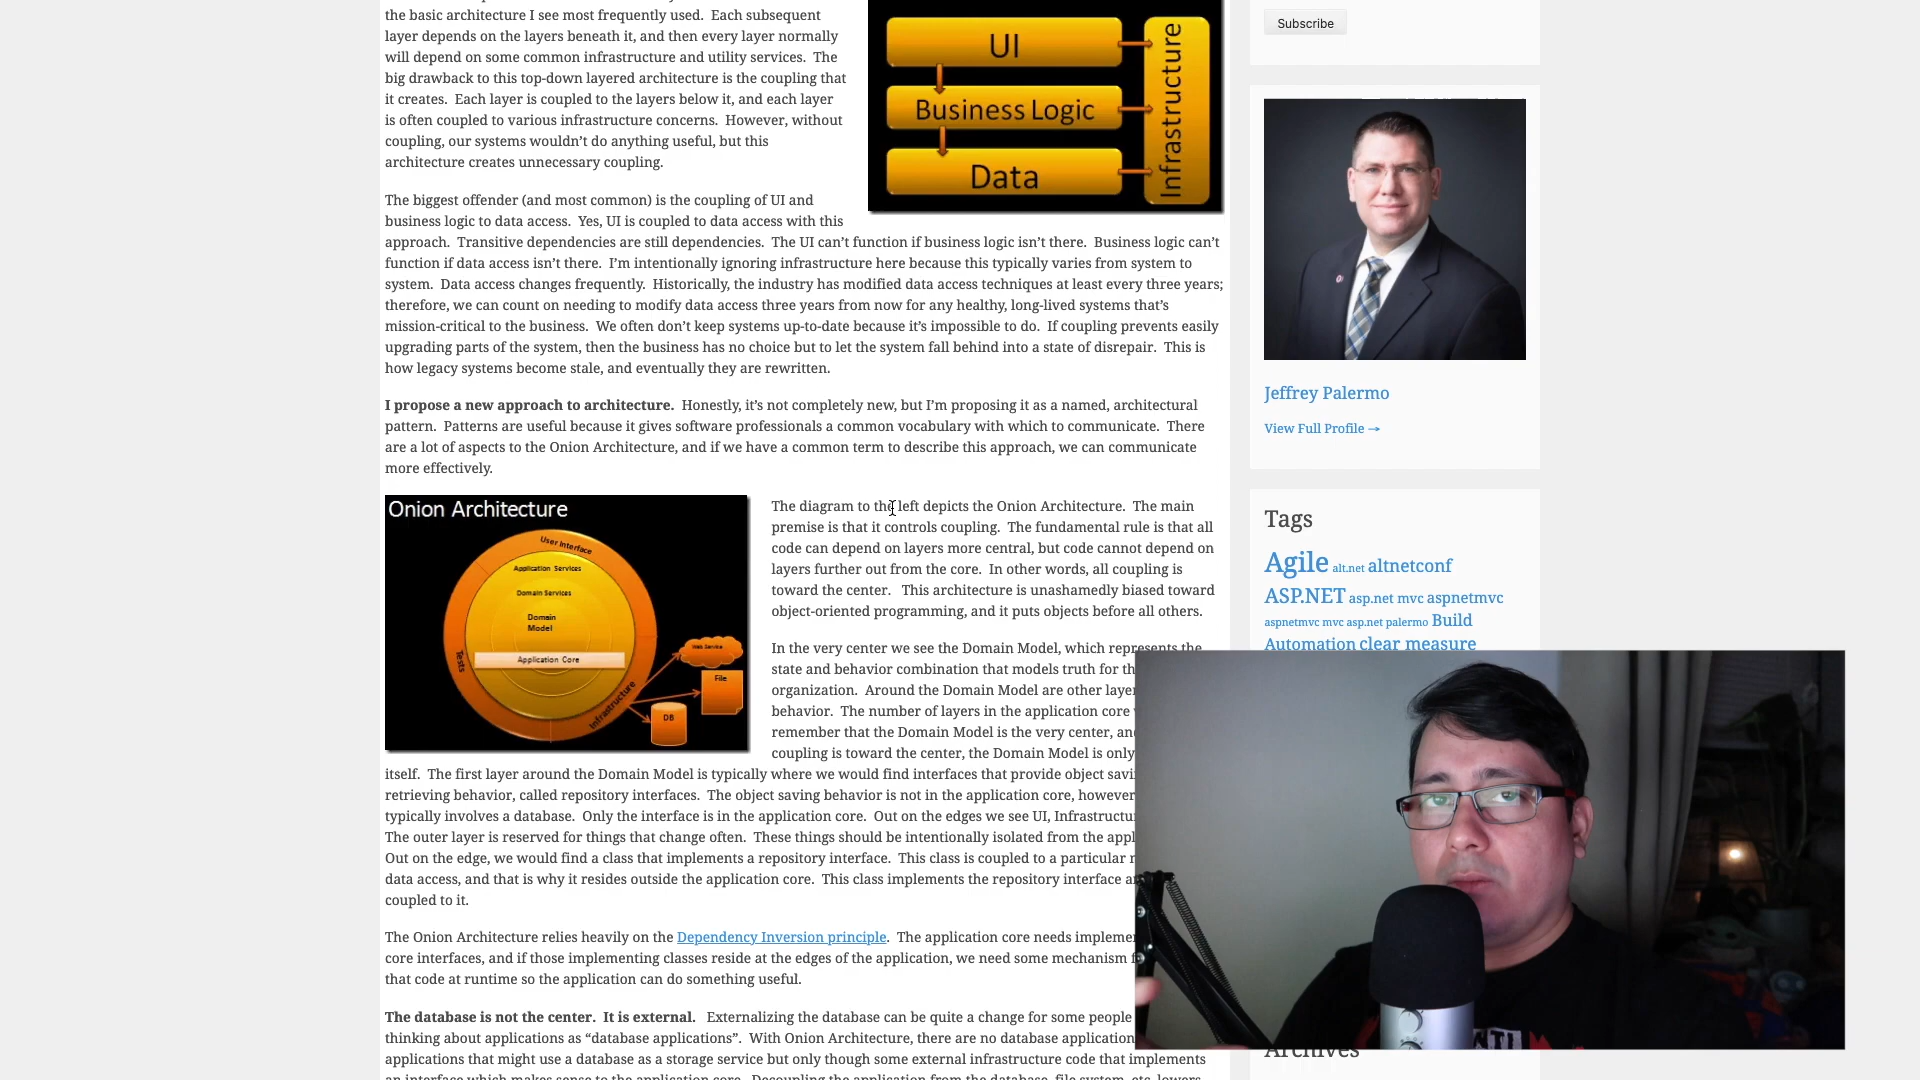 the basic architecture I see most frequently used. Each subsequent
layer depends on the layers beneath it, and then every layer normally
will depend on some common infrastructure and utility services. The
big drawback to this top-down layered architecture is the coupling that
it creates. Each layer is coupled to the layers below it, and each layer
is often coupled to various infrastructure concerns. However, without
coupling, our systems wouldn’t do anything useful, but this
architecture creates unnecessary coupling.
UI
Business Logic
Data
Infrastructure
The biggest offender (and most common) is the coupling of UI and
business logic to data access. Yes, UI is coupled to data access with this
approach. Transitive dependencies are still dependencies. The UI can’t function if business logic isn’t there. Business logic can’t
function if data access isn’t there. I’m intentionally ignoring infrastructure here because this typically varies from system to
system. Data access changes frequently. Historically, the industry has modified data access techniques at least every three years;
therefore, we can count on needing to modify data access three years from now for any healthy, long-lived systems that’s
mission-critical to the business. We often don’t keep systems up-to-date because it’s impossible to do. If coupling prevents easily
upgrading parts of the system, then the business has no choice but to let the system fall behind into a state of disrepair. This is
how legacy systems become stale, and eventually they are rewritten.
I propose a new approach to architecture. Honestly, it’s not completely new, but I’m proposing it as a named, architectural
pattern. Patterns are useful because it gives software professionals a common vocabulary with which to communicate. There
are a lot of aspects to the Onion Architecture, and if we have a common term to describe this approach, we can communicate
more effectively.
Onion Architecture
User Interface
Application Services
Domain Services
Domain
Model
Application Core
Tests
Infrastructure
Web Service
File
DB
The diagram to the left depicts the Onion Architecture. The main
premise is that it controls coupling. The fundamental rule is that all
code can depend on layers more central, but code cannot depend on
layers further out from the core. In other words, all coupling is
toward the center. This architecture is unashamedly biased toward
object-oriented programming, and it puts objects before all others.
In the very center we see the Domain Model, which represents the
state and behavior combination that models truth for th
organization. Around the Domain Model are other laye
behavior. The number of layers in the application core
remember that the Domain Model is the very center, an
coupling is toward the center, the Domain Model is only
itself. The first layer around the Domain Model is typically where we would find interfaces that provide object savi
retrieving behavior, called repository interfaces. The object saving behavior is not in the application core, however
typically involves a database. Only the interface is in the application core. Out on the edges we see UI, Infrastructu
The outer layer is reserved for things that change often. These things should be intentionally isolated from the appl
Out on the edge, we would find a class that implements a repository interface. This class is coupled to a particular
data access, and that is why it resides outside the application core. This class implements the repository interface a
coupled to it.
The Onion Architecture relies heavily on the Dependency Inversion principle. The application core needs implemen
core interfaces, and if those implementing classes reside at the edges of the application, we need some mechanism
that code at runtime so the application can do something useful.
The database is not the center. It is external. Externalizing the database can be quite a change for some people
thinking about applications as “database applications”. With Onion Architecture, there are no database application
applications that might use a database as a storage service but only though some external infrastructure code that implements
an interface which makes sense to the application core. Decoupling the application from the database, file system, etc, lowers
Subscribe
Jeffrey Palermo
View Full Profile →
Tags
Agile alt.net altnetconf
ASP.NET asp.net mvc aspnetmvc
aspnetmvc mvc asp.net palermo Build
Automation clear measure
Archives